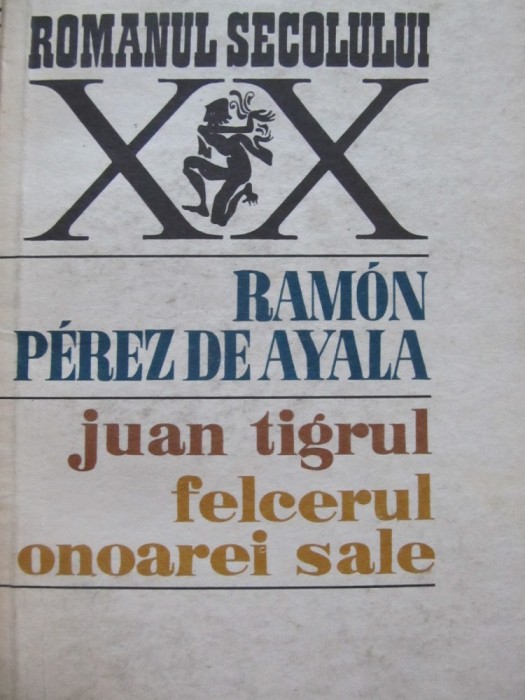 ROMANUL SECOLULUI
XX
RAMÓN
PÉREZ DE AYALA
juan tigrul
felcerul
onoarei sale